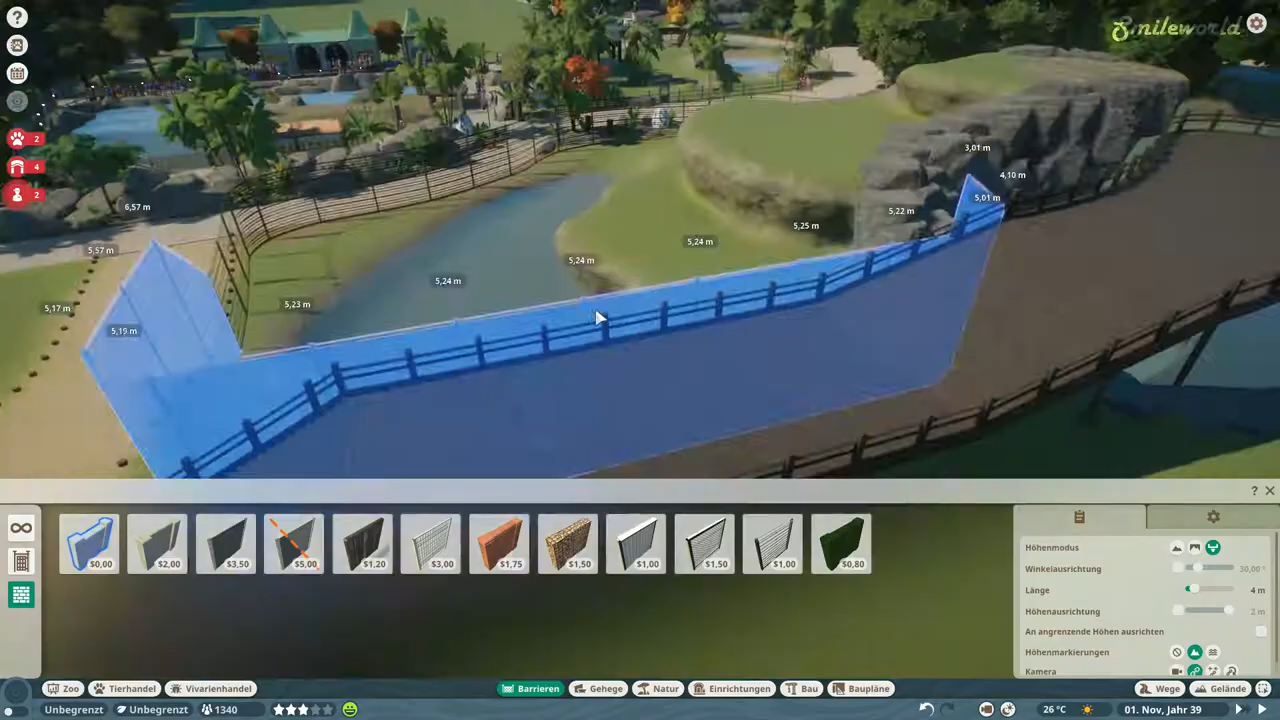 ?
Smileworld
2
4
2
3,01 m
4,10 m
5,01 m
6,57 m
5,22 m
5,25 m
5,24 m
5,57 m
5,24 m
5,24 m
5,23 m
5,17 m
5,19 m
?
$0,00
$2,00
$3,50
$5,00
$1,20
$3,00
$1,75
$1,50
$1,00
$1,50
$1,00
$0,80
Höhenmodus
Winkelausrichtung 30,00 °
Länge 4 m
Höhenausrichtung 2 m
An angrenzende Höhen ausrichten
Höhenmarkierungen
Kamera
Zoo Tierhandel Vivarienhandel Barrieren Gehege Natur Einrichtungen Bau Baupläne Wege Gelände
Unbegrenzt Unbegrenzt 1340 26 °C 01. Nov, Jahr 39